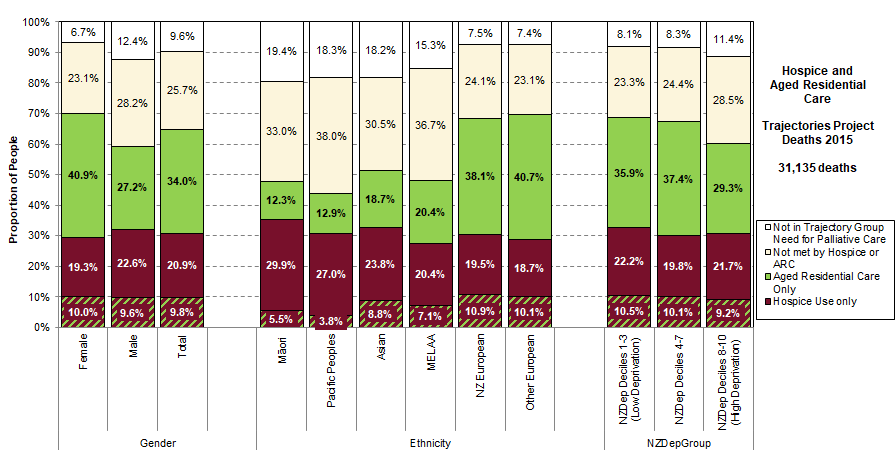 100%
90%
80%
70%
60%
50%
40%
30%
20%
10%
0%
Proportion of People
6.7% 12.4% 9.6% 19.4% 18.3% 18.2% 15.3% 7.5% 7.4% 8.1% 8.3% 11.4%
23.1% 28.2% 25.7% 33.0% 38.0% 30.5% 36.7% 24.1% 23.1% 23.3% 24.4% 28.5%
40.9% 27.2% 34.0% 12.3% 12.9% 18.7% 20.4% 38.1% 40.7% 35.9% 37.4% 29.3%
19.3% 22.6% 20.9% 29.9% 27.0% 23.8% 20.4% 19.5% 18.7% 22.2% 19.8% 21.7%
10.0% 9.6% 9.8% 5.5% 3.8% 8.8% 7.1% 10.9% 10.1% 10.5% 10.1% 9.2%
Female
Male
Total
Māori
Pacific Peoples
Asian
MELAA
NZ European
Other European
NZDep Deciles 1-3
(Low Deprivation)
NZDep Deciles 4-7
NZDep Deciles 8-10
(High Deprivation)
Gender
Ethnicity
NZDepGroup
Hospice and
Aged Residential
Care
Trajectories Project
Deaths 2015
31,135 deaths
Not in Trajectory Group
Need for Palliative Care
Not met by Hospice or
ARC
Aged Residential Care
Only
Hospice Use only